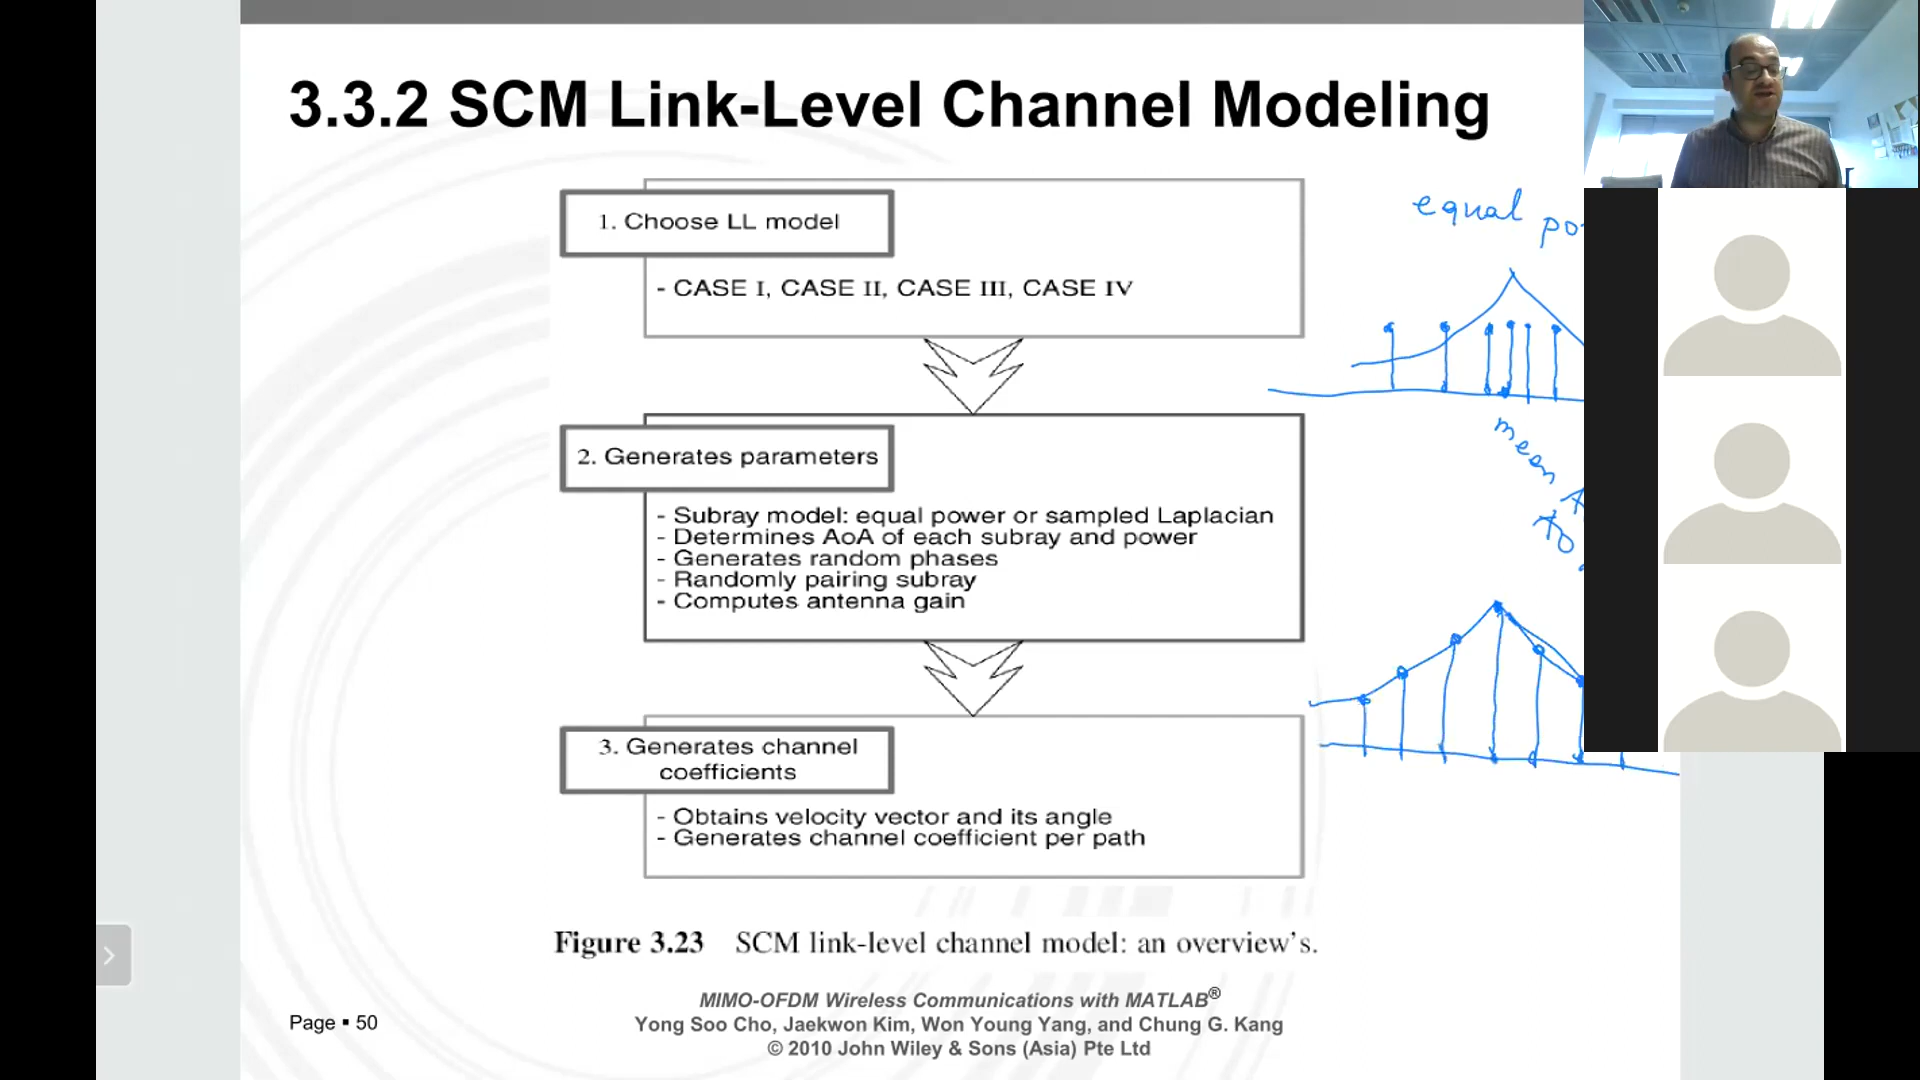 3.3.2 SCM Link-Level Channel Modeling
1. Choose LL model
- CASE I, CASE II, CASE III, CASE IV
2. Generates parameters
- Subray model: equal power or sampled Laplacian
- Determines AoA of each subray and power
- Generates random phases
- Randomly pairing subray
- Computes antenna gain
3. Generates channel
coefficients
- Obtains velocity vector and its angle
- Generates channel coefficient per path
Figure 3.23 SCM link-level channel model: an overview's.
equal po
mean
Page ▪ 50
MIMO-OFDM Wireless Communications with MATLAB®
Yong Soo Cho, Jaekwon Kim, Won Young Yang, and Chung G. Kang
© 2010 John Wiley & Sons (Asia) Pte Ltd